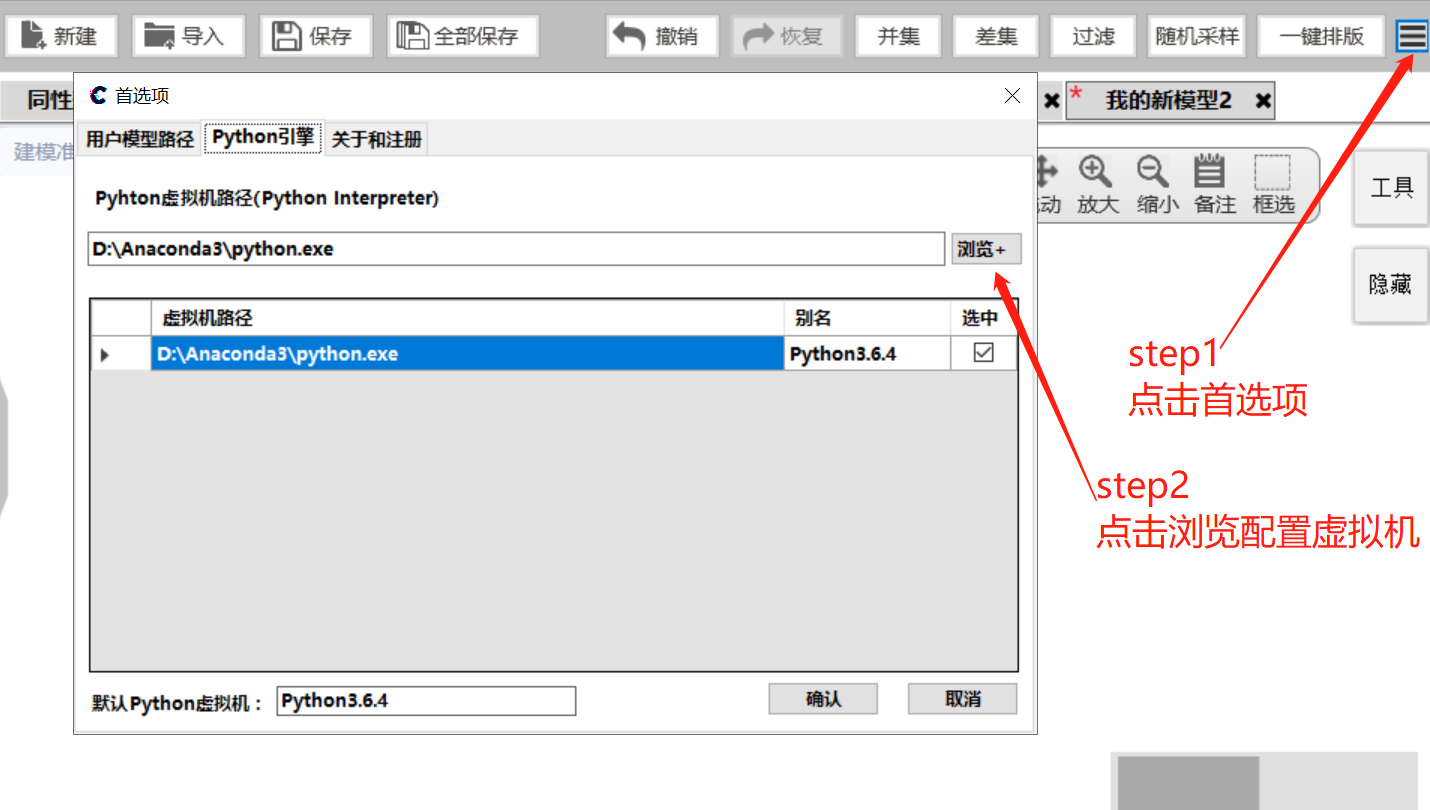 新建 导入 保存 全部保存 撤销 恢复 并集 差集 过滤 随机采样 一键排版
首选项
同性 * 我的新模型2
用户模型路径 Python引擎 关于和注册
建模准
Pyhton虚拟机路径(Python Interpreter)
动 放大 缩小 备注 框选 工具
D:\Anaconda3\python.exe 浏览+
隐藏
虚拟机路径 别名 选中
D:\Anaconda3\python.exe Python3.6.4
step1
点击首选项
step2
点击浏览配置虚拟机
默认Python虚拟机： Python3.6.4 确认 取消